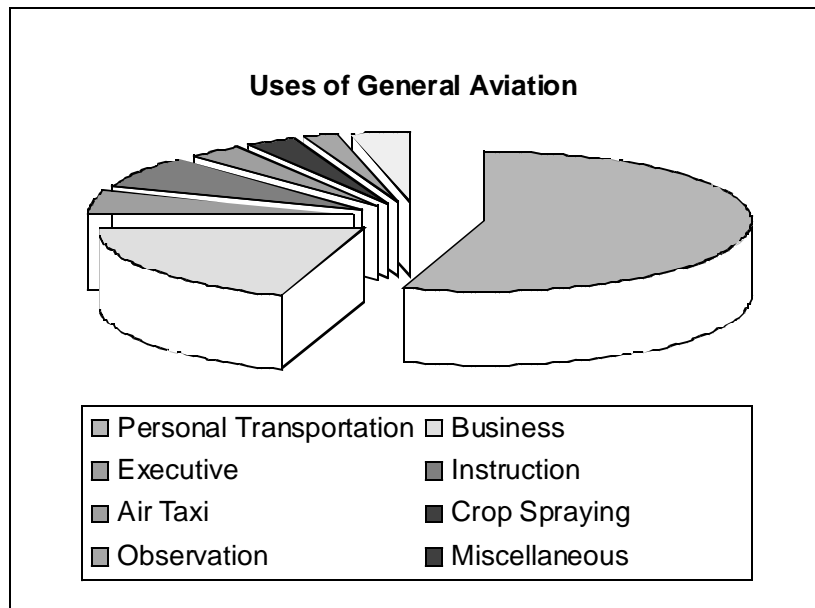 Uses of General Aviation
Personal Transportation Business
Executive Instruction
Air Taxi Crop Spraying
Observation Miscellaneous